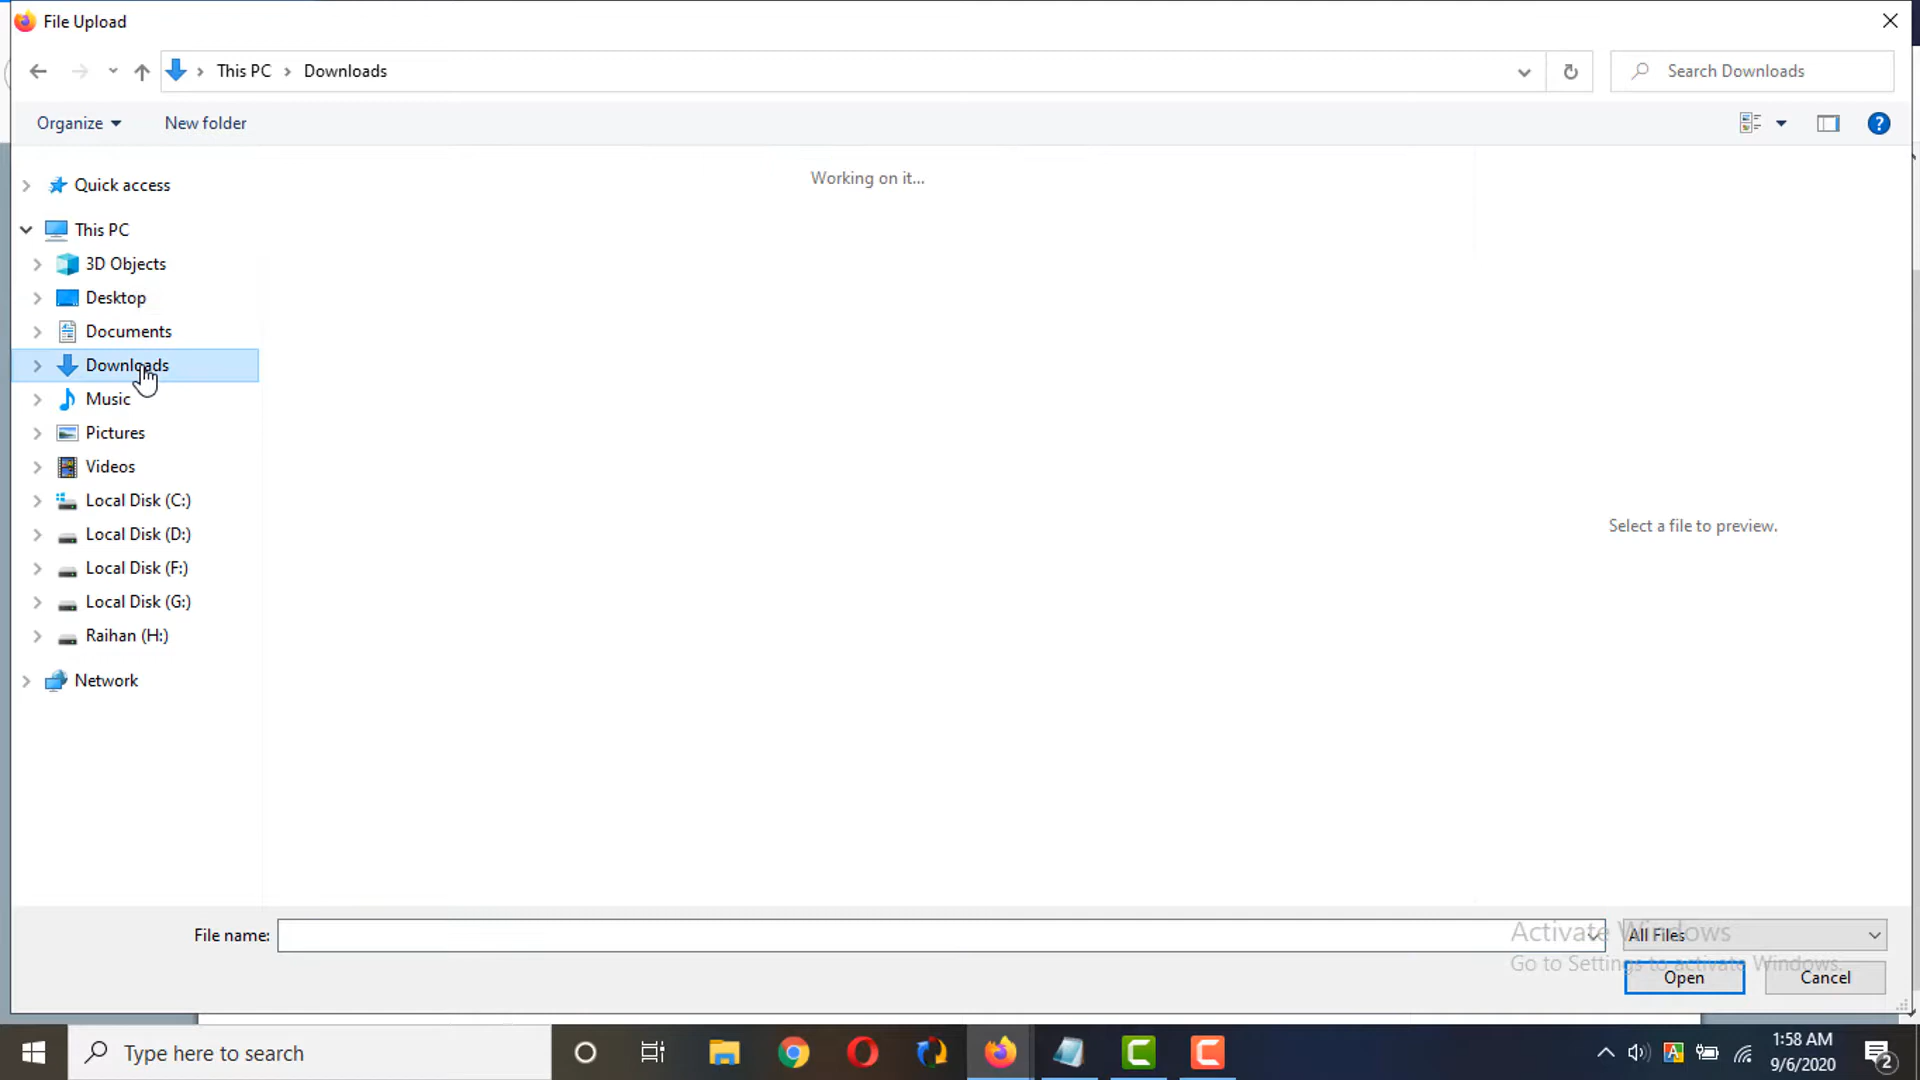 File Upload
This PC
Downloads
Search Downloads
Organize
New folder
Working on it...
Quick access
This PC
3D Objects
Desktop
Documents
Downloads
Music
Pictures
Videos
Local Disk (C:)
Local Disk (D:)
Local Disk (F:)
Local Disk (G:)
Raihan (H:)
Network
Select a file to preview.
File name:
All Files
Activate Windows
Go to Settings to activate Windows.
Open
Cancel
Type here to search
1:58 AM
9/6/2020
2